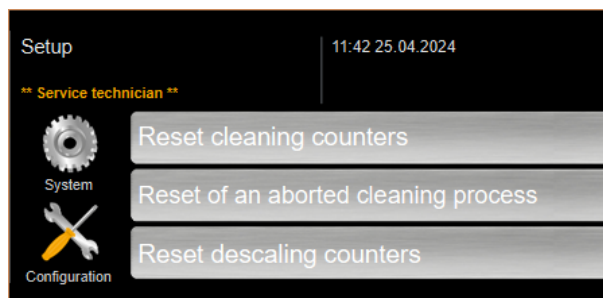 Setup
11:42 25.04.2024
** Service technician **
Reset cleaning counters
System
Reset of an aborted cleaning process
Configuration
Reset descaling counters